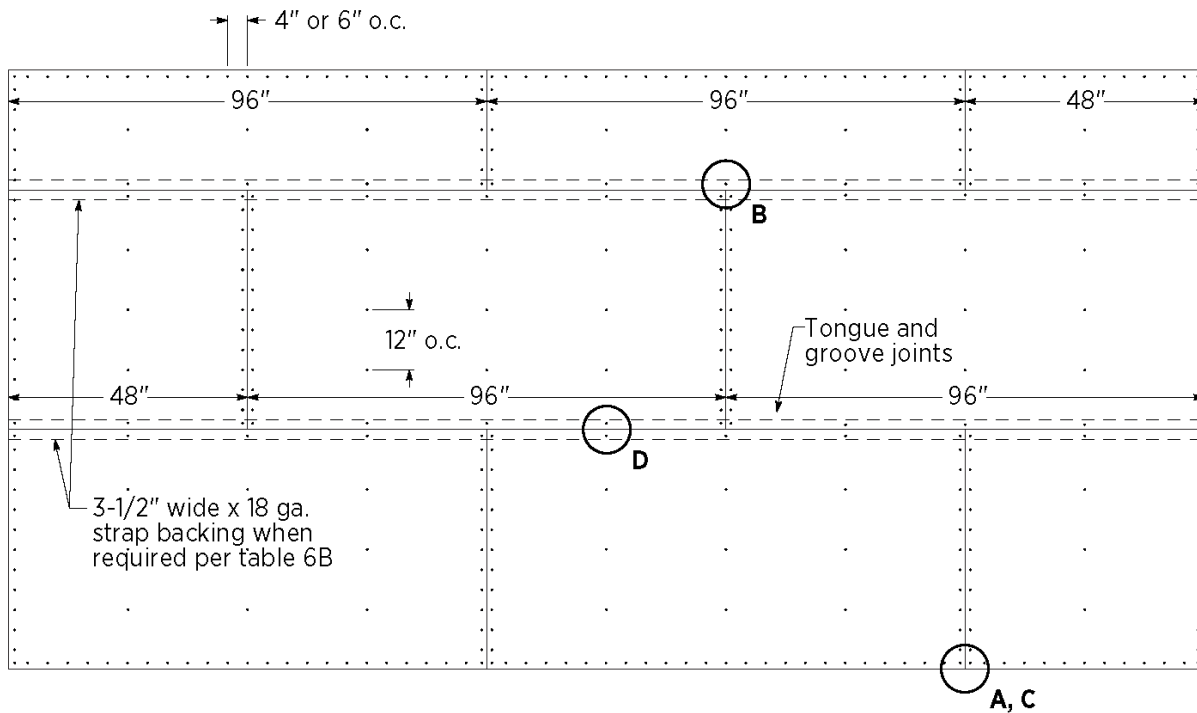 4" or 6" o.c.
96"
96"
48"
B
12" o.c.
Tongue and
groove joints
48"
96"
96"
D
3-1/2" wide x 18 ga.
strap backing when
required per table 6B
A, C